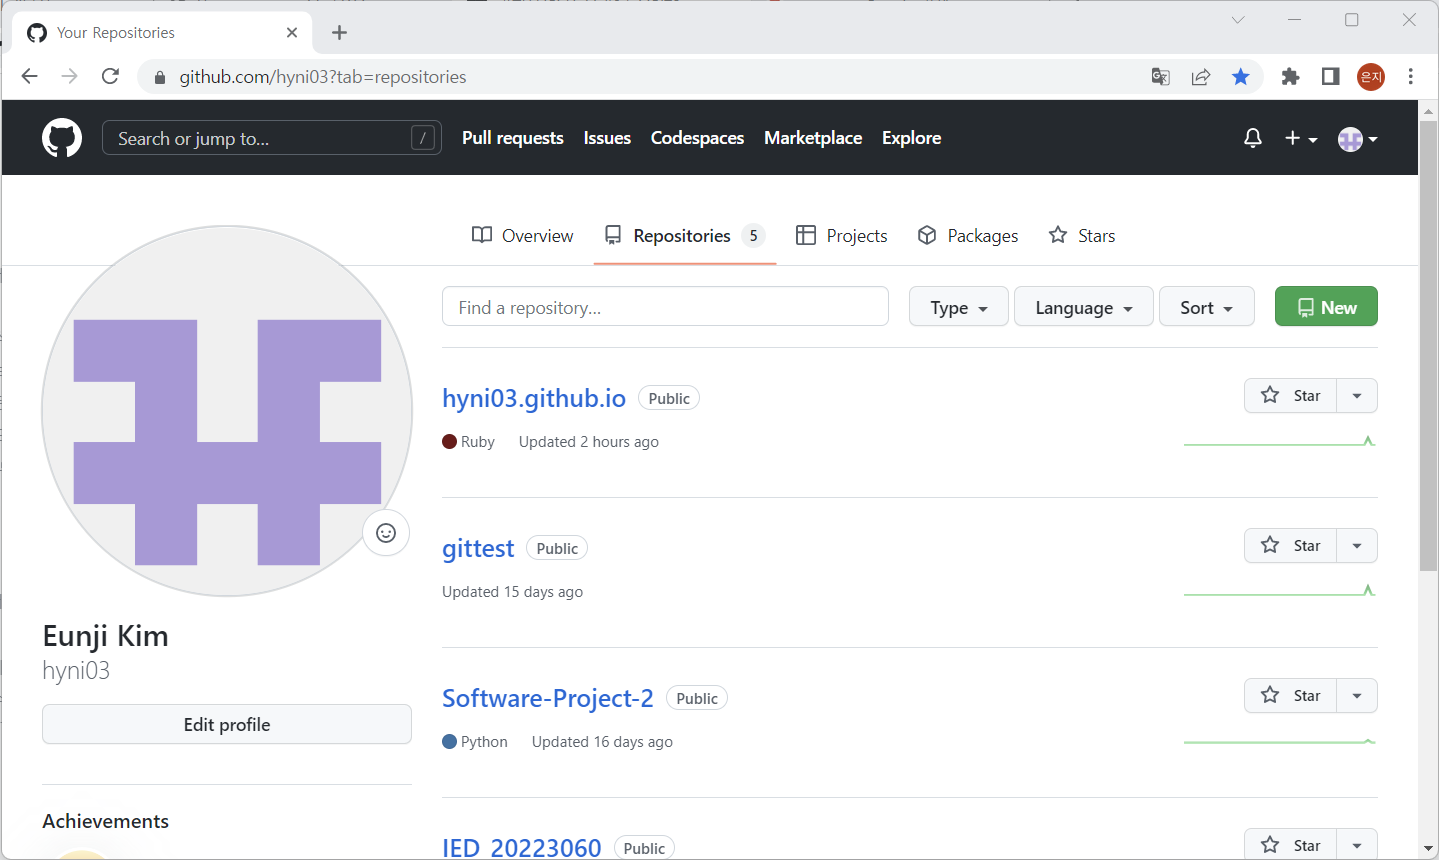 Your Repositories
github.com/hyni03?tab=repositories
은지
Search or jump to...
/
Pull requests
Issues
Codespaces
Marketplace
Explore
Overview
Repositories 5
Projects
Packages
Stars
Find a repository...
Type
Language
Sort
New
hyni03.github.io Public
Star
Ruby Updated 2 hours ago
gittest Public
Star
Updated 15 days ago
Eunji Kim
hyni03
Edit profile
Software-Project-2 Public
Star
Python Updated 16 days ago
Achievements
IED_20223060 Public
Star